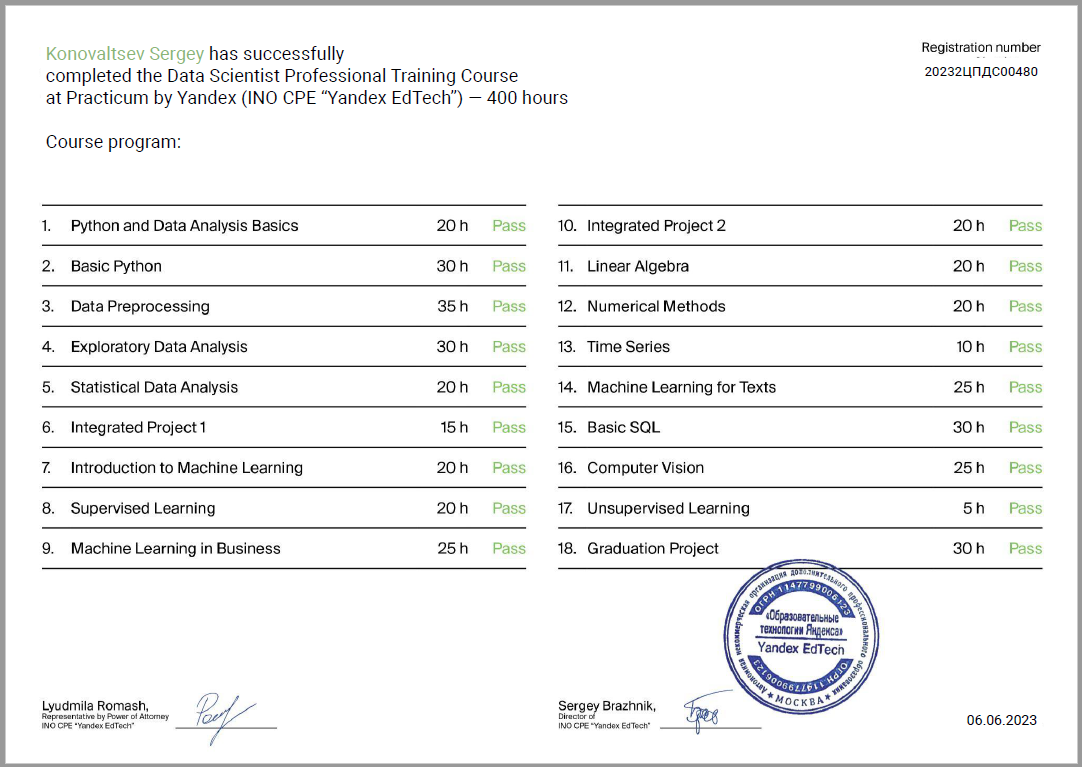 Konovaltsev Sergey has successfully
completed the Data Scientist Professional Training Course
at Practicum by Yandex (INO CPE “Yandex EdTech”) — 400 hours
Registration number
20232ЦПДС00480
Course program:
1. Python and Data Analysis Basics 20 h Pass
2. Basic Python 30 h Pass
3. Data Preprocessing 35 h Pass
4. Exploratory Data Analysis 30 h Pass
5. Statistical Data Analysis 20 h Pass
6. Integrated Project 1 15 h Pass
7. Introduction to Machine Learning 20 h Pass
8. Supervised Learning 20 h Pass
9. Machine Learning in Business 25 h Pass
10. Integrated Project 2 20 h Pass
11. Linear Algebra 20 h Pass
12. Numerical Methods 20 h Pass
13. Time Series 10 h Pass
14. Machine Learning for Texts 25 h Pass
15. Basic SQL 30 h Pass
16. Computer Vision 25 h Pass
17. Unsupervised Learning 5 h Pass
18. Graduation Project 30 h Pass
Автономная некоммерческая организация дополнительного профессионального образования
ОГРН 1147799006123
«Образовательные
технологии Яндекса»
Yandex EdTech
ОГРН 1147799006123
★ МОСКВА ★
Lyudmila Romash,
Representative by Power of Attorney
INO CPE “Yandex EdTech”
Sergey Brazhnik,
Director of
INO CPE “Yandex EdTech”
06.06.2023